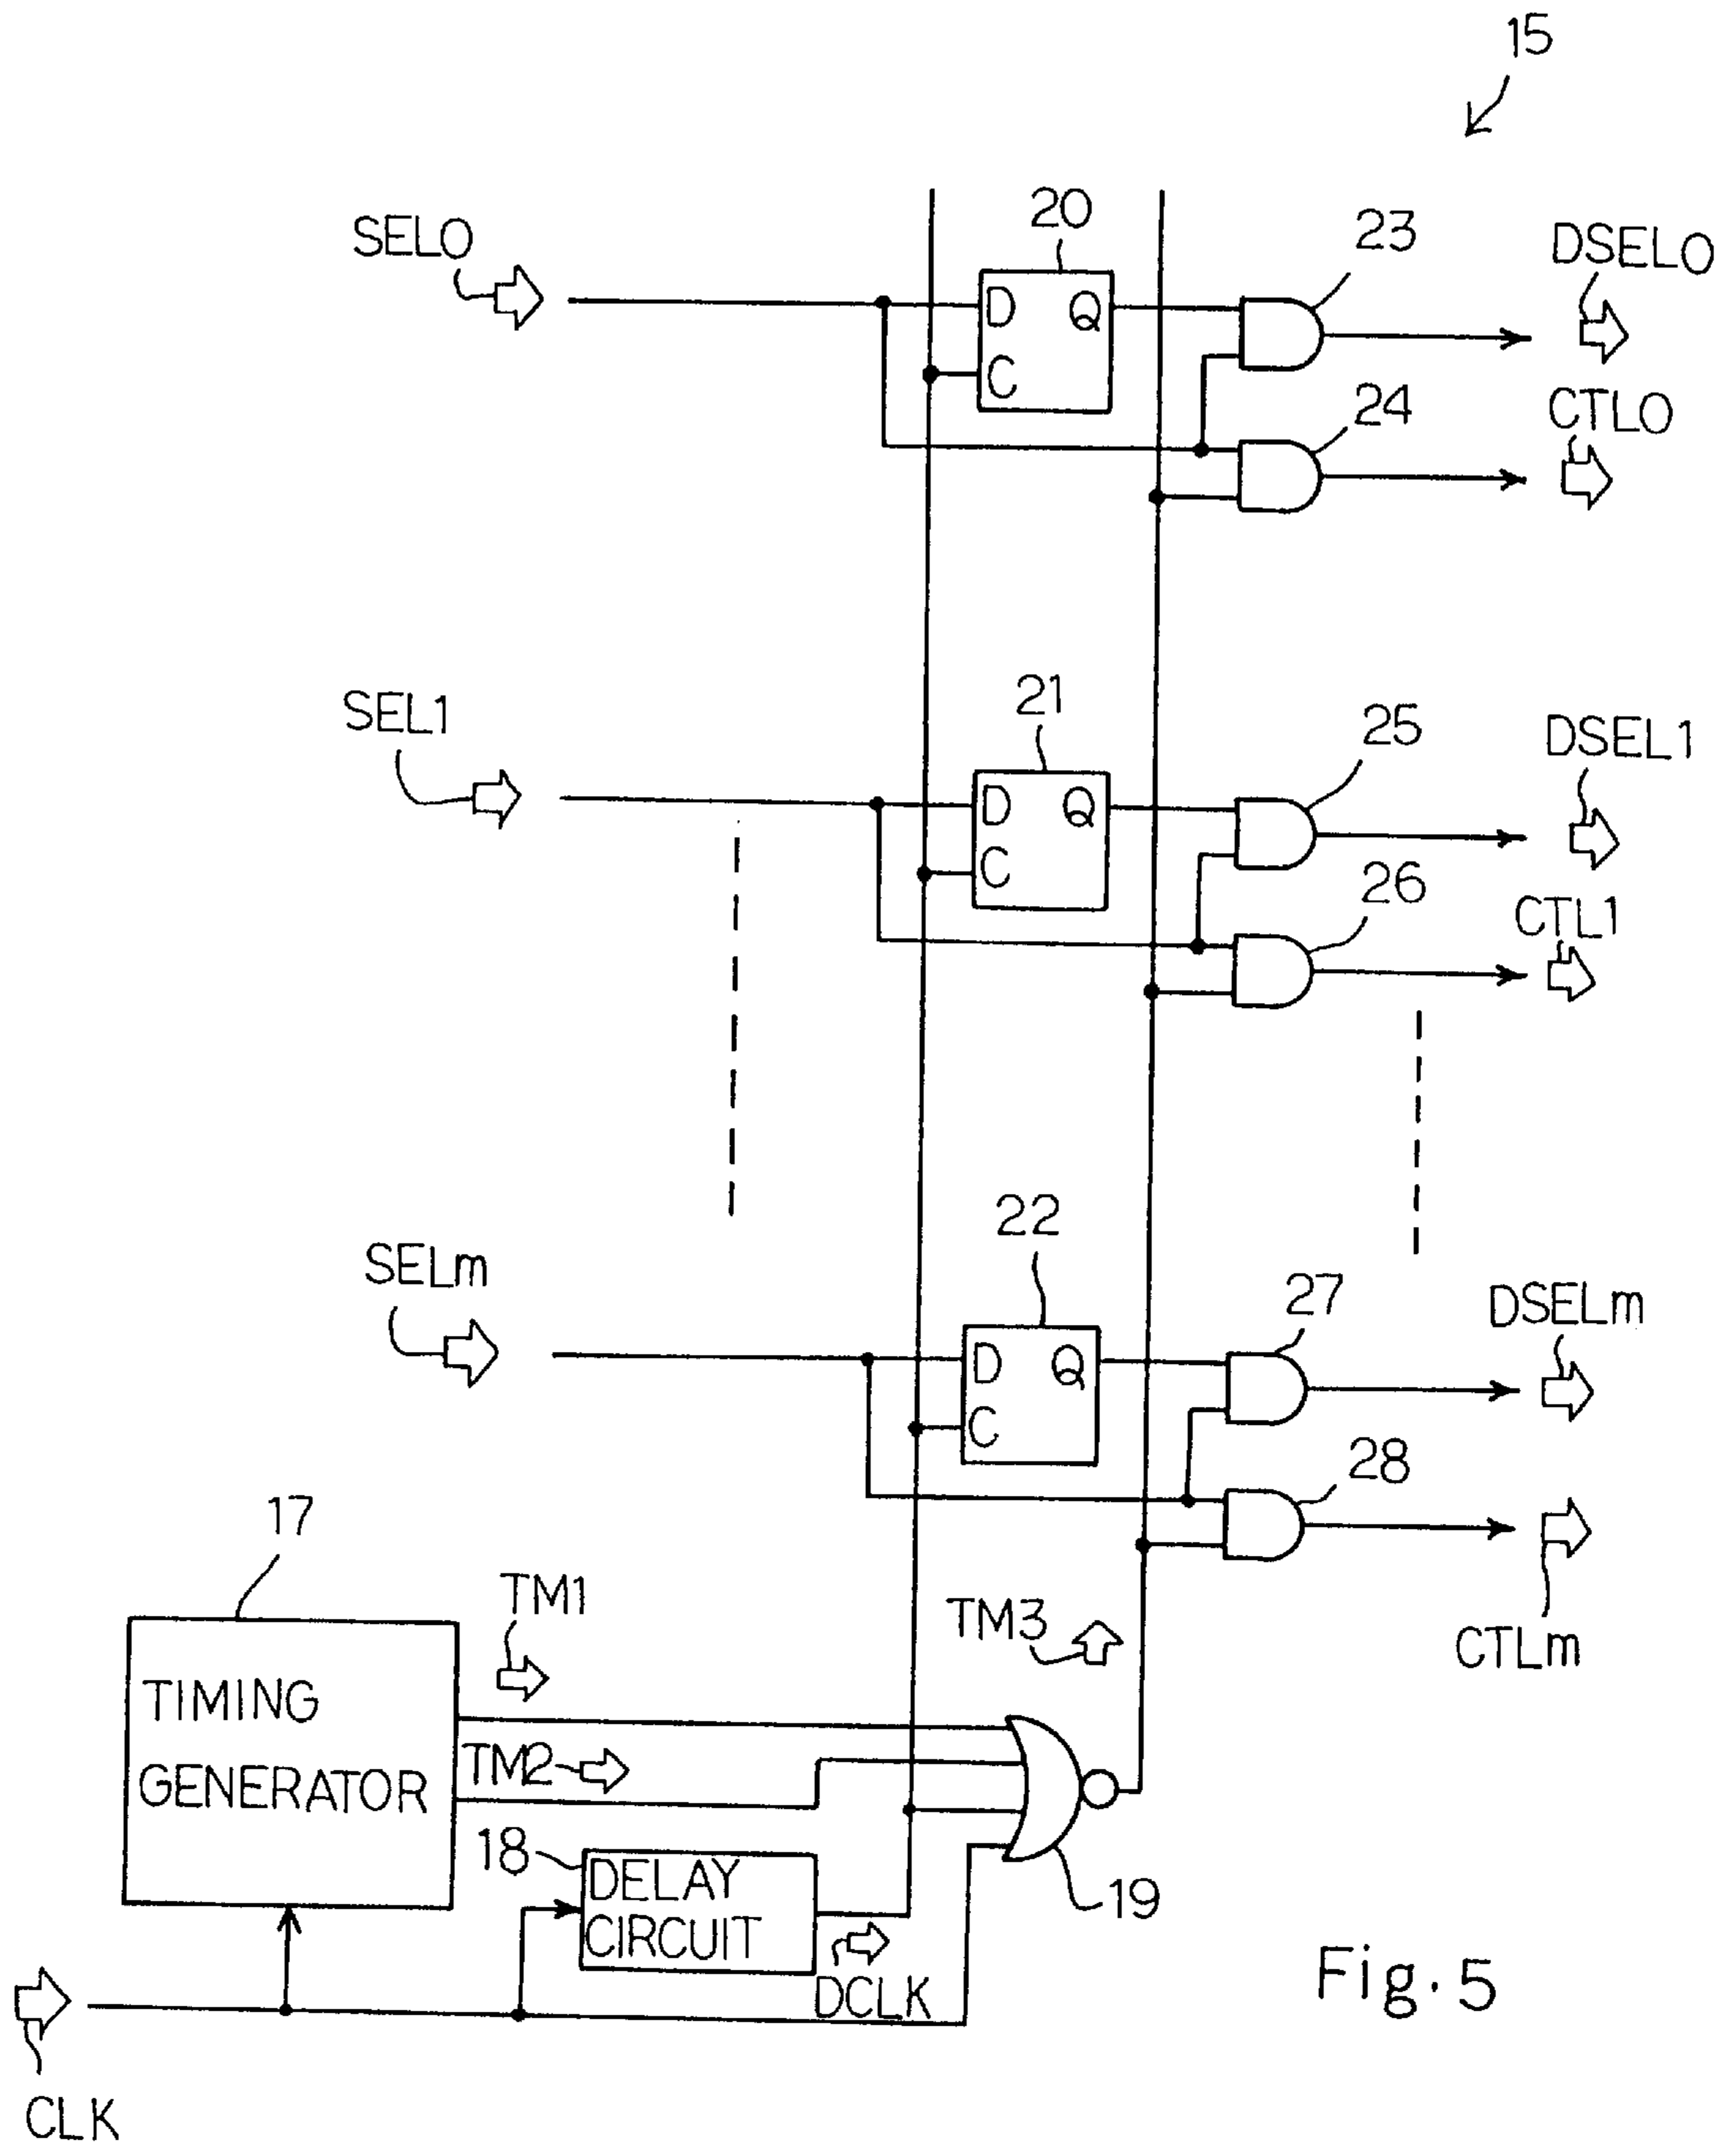 15
20
23
DSEL0
SEL0
D Q
C
24
CTL0
21
25
DSEL1
SEL1
D Q
C
26
CTL1
22
27
DSELm
SELm
D Q
C
28
CTLm
17
TM1
TM3
TIMING
GENERATOR
TM2
18
DELAY
CIRCUIT
19
DCLK
CLK
Fig. 5